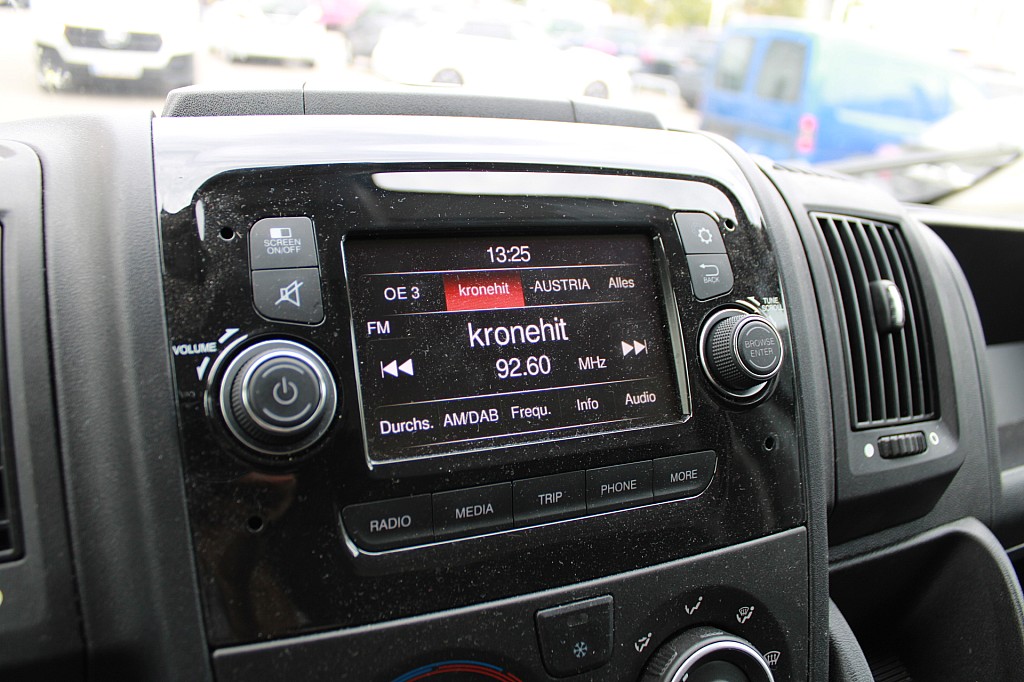 SCREEN
ON/OFF
VOLUME
13:25
OE 3 kronehit -AUSTRIA Alles
FM
kronehit
92.60 MHz
Durchs. AM/DAB Frequ. Info Audio
BACK
TUNE
SCROLL
BROWSE
ENTER
RADIO MEDIA TRIP PHONE MORE